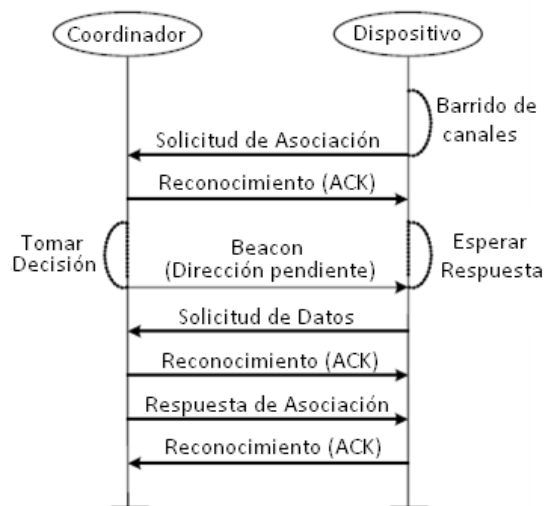 Coordinador
Dispositivo
Barrido de
canales
Solicitud de Asociación
Reconocimiento (ACK)
Tomar
Decisión
Beacon
(Dirección pendiente)
Esperar
Respuesta
Solicitud de Datos
Reconocimiento (ACK)
Respuesta de Asociación
Reconocimiento (ACK)